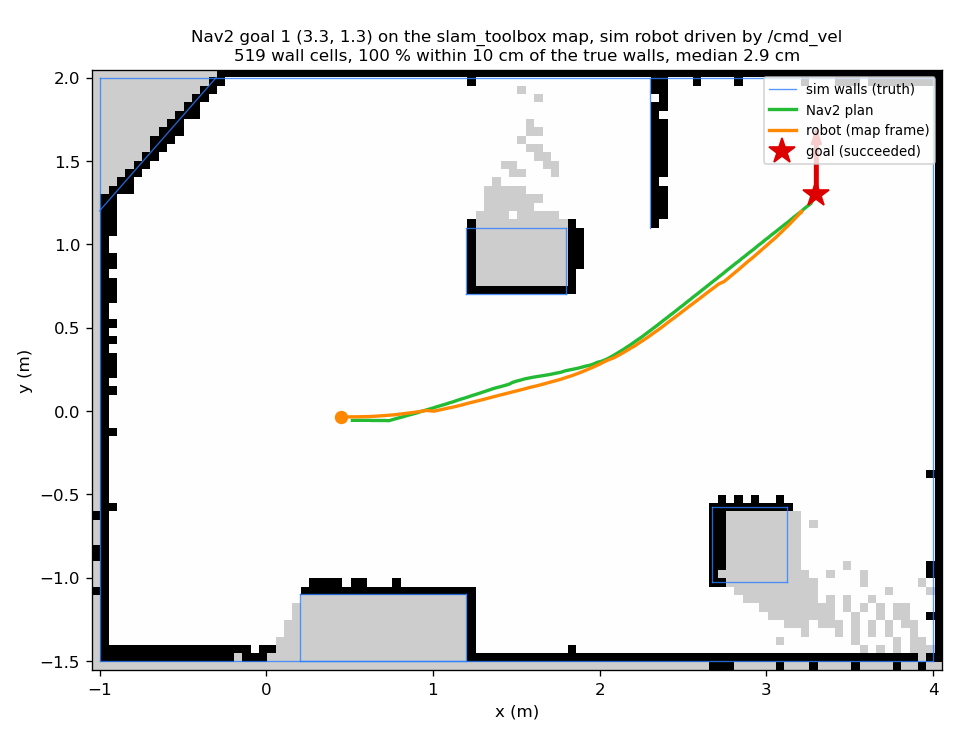 Nav2 goal 1 (3.3, 1.3) on the slam_toolbox map, sim robot driven by /cmd_vel
519 wall cells, 100 % within 10 cm of the true walls, median 2.9 cm
sim walls (truth)
Nav2 plan
robot (map frame)
goal (succeeded)
y (m)
2.0
1.5
1.0
0.5
0.0
−0.5
−1.0
−1.5
−1
0
1
2
3
4
x (m)